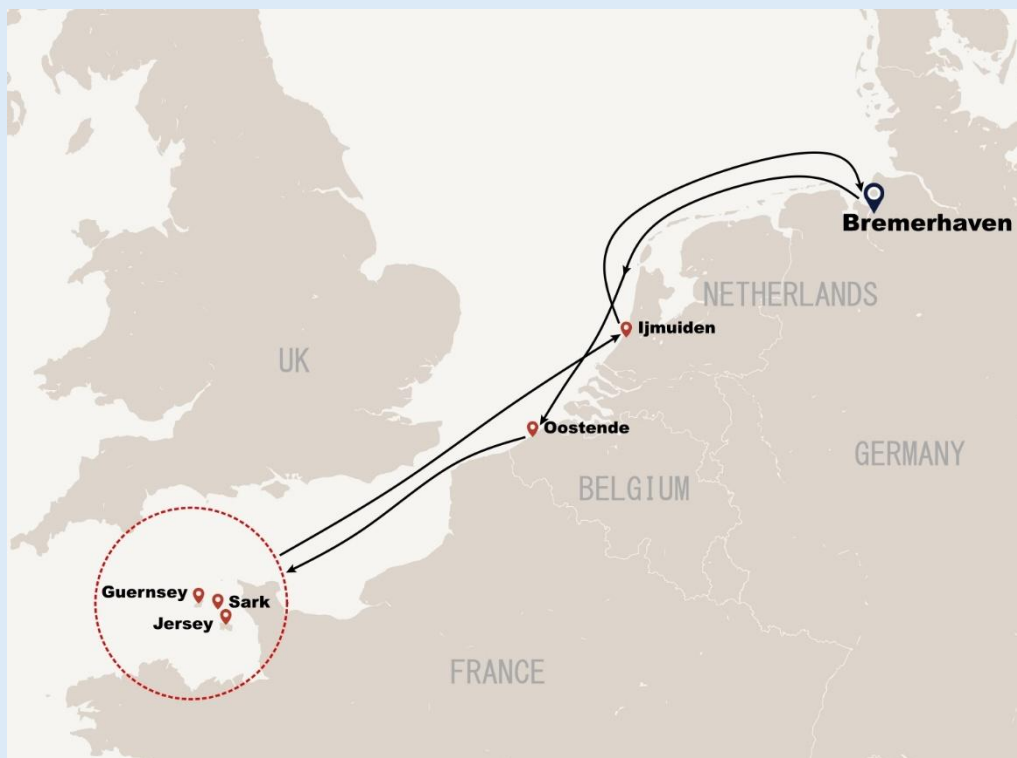 Bremerhaven
NETHERLANDS
Ijmuiden
UK
Oostende
GERMANY
BELGIUM
Guernsey
Sark
Jersey
FRANCE